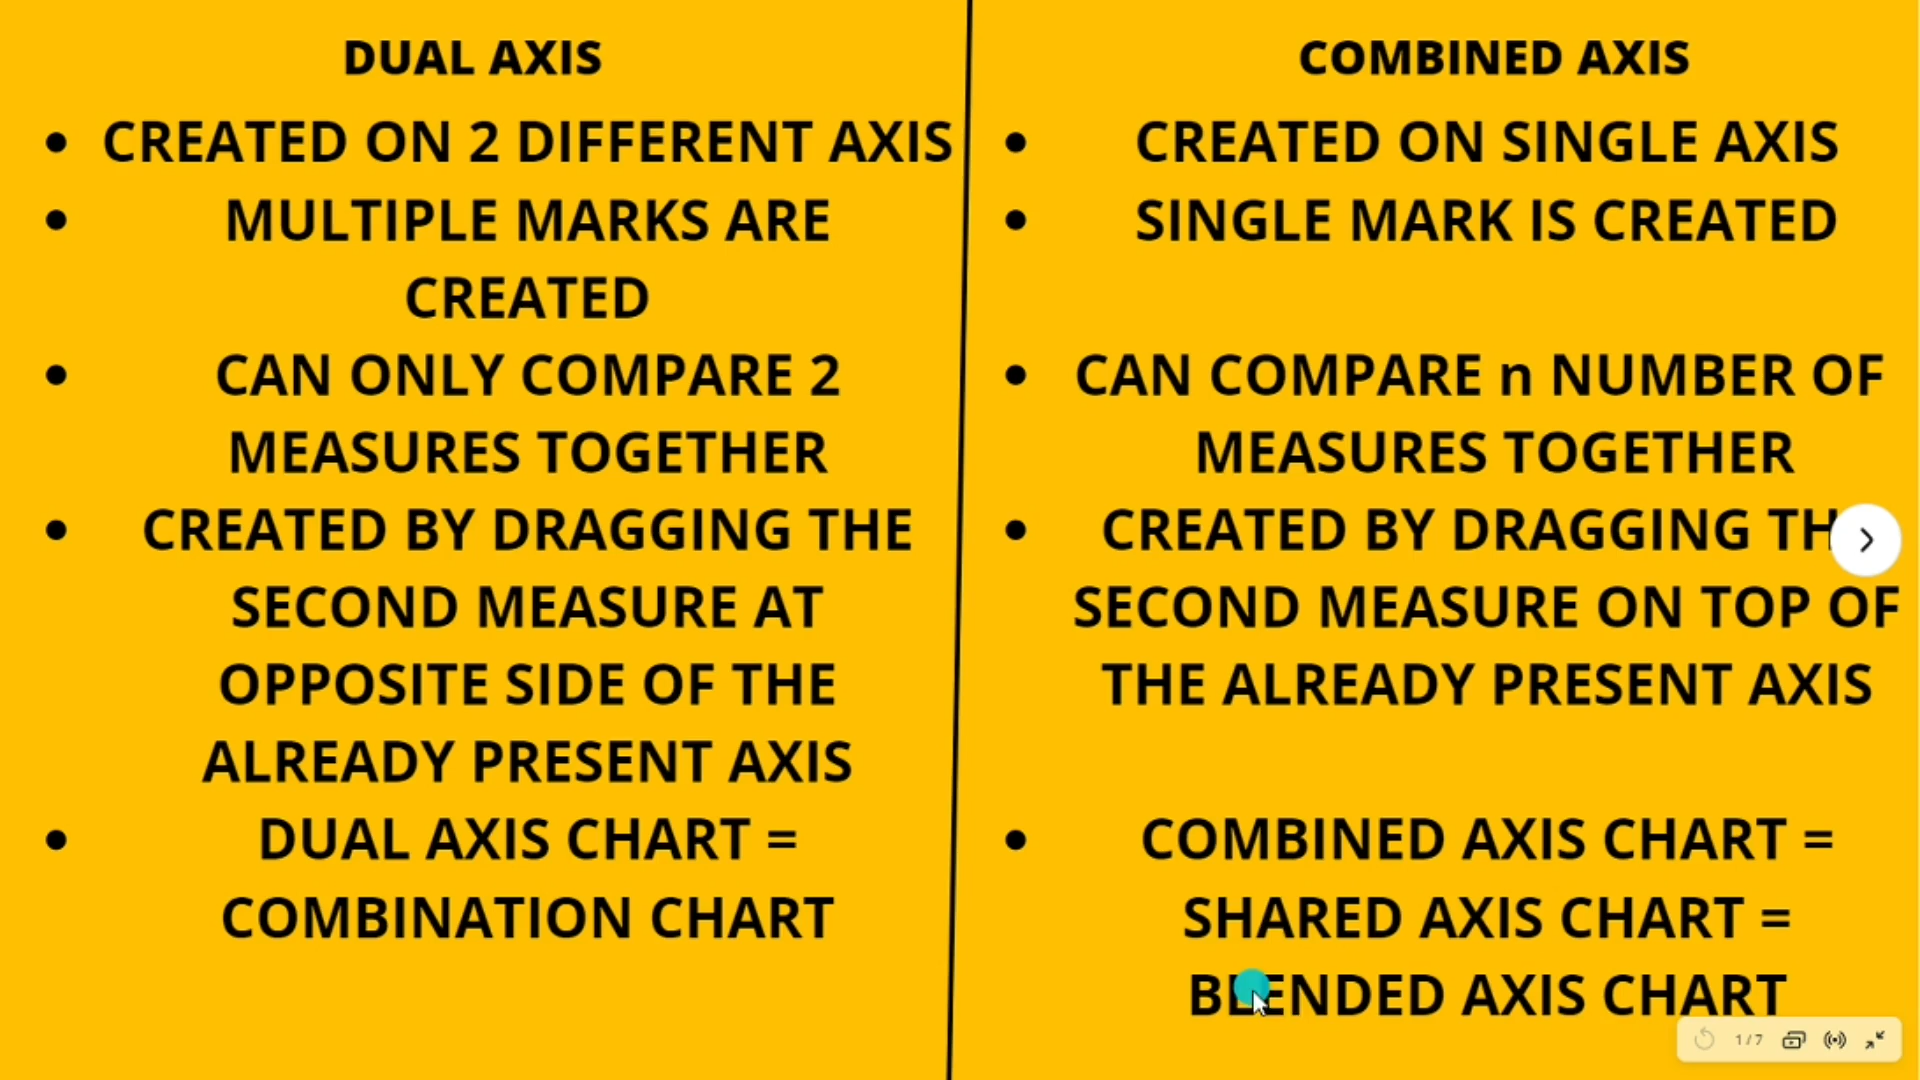 DUAL AXIS
• CREATED ON 2 DIFFERENT AXIS
• MULTIPLE MARKS ARE
CREATED
• CAN ONLY COMPARE 2
MEASURES TOGETHER
• CREATED BY DRAGGING THE
SECOND MEASURE AT
OPPOSITE SIDE OF THE
ALREADY PRESENT AXIS
• DUAL AXIS CHART =
COMBINATION CHART
COMBINED AXIS
• CREATED ON SINGLE AXIS
• SINGLE MARK IS CREATED
• CAN COMPARE n NUMBER OF
MEASURES TOGETHER
• CREATED BY DRAGGING TH
SECOND MEASURE ON TOP OF
THE ALREADY PRESENT AXIS
• COMBINED AXIS CHART =
SHARED AXIS CHART =
BLENDED AXIS CHART
1/7